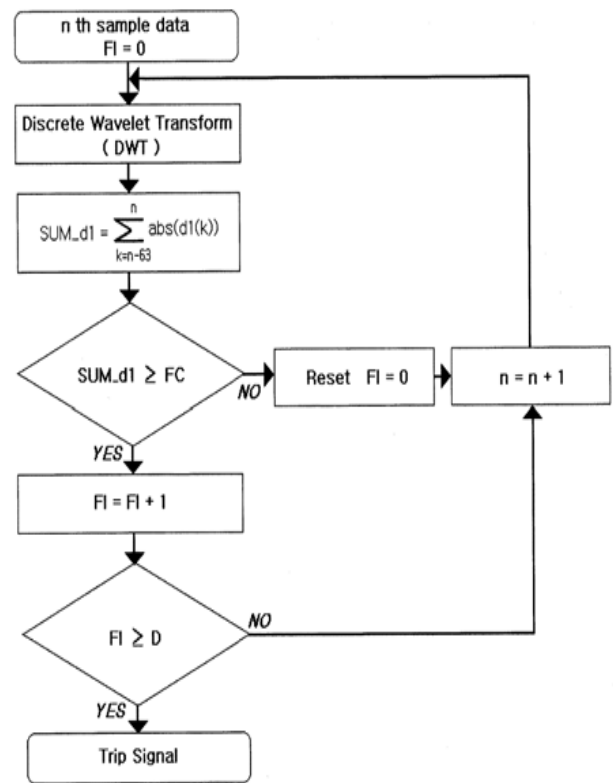 n th sample data
FI = 0
Discrete Wavelet Transform
( DWT )
n
SUM_d1 = ∑ abs(d1(k))
k=n-63
SUM_d1 ≥ FC
NO
Reset FI = 0
n = n + 1
YES
FI = FI + 1
FI ≥ D
NO
YES
Trip Signal